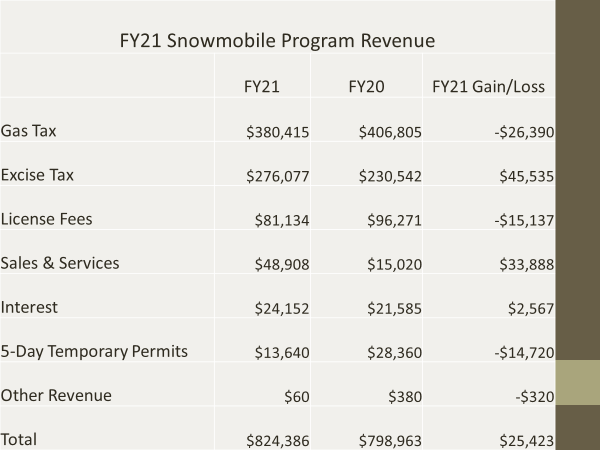 FY21 Snowmobile Program Revenue
FY21 FY20 FY21 Gain/Loss
Gas Tax $380,415 $406,805 -$26,390
Excise Tax $276,077 $230,542 $45,535
License Fees $81,134 $96,271 -$15,137
Sales & Services $48,908 $15,020 $33,888
Interest $24,152 $21,585 $2,567
5-Day Temporary Permits $13,640 $28,360 -$14,720
Other Revenue $60 $380 -$320
Total $824,386 $798,963 $25,423